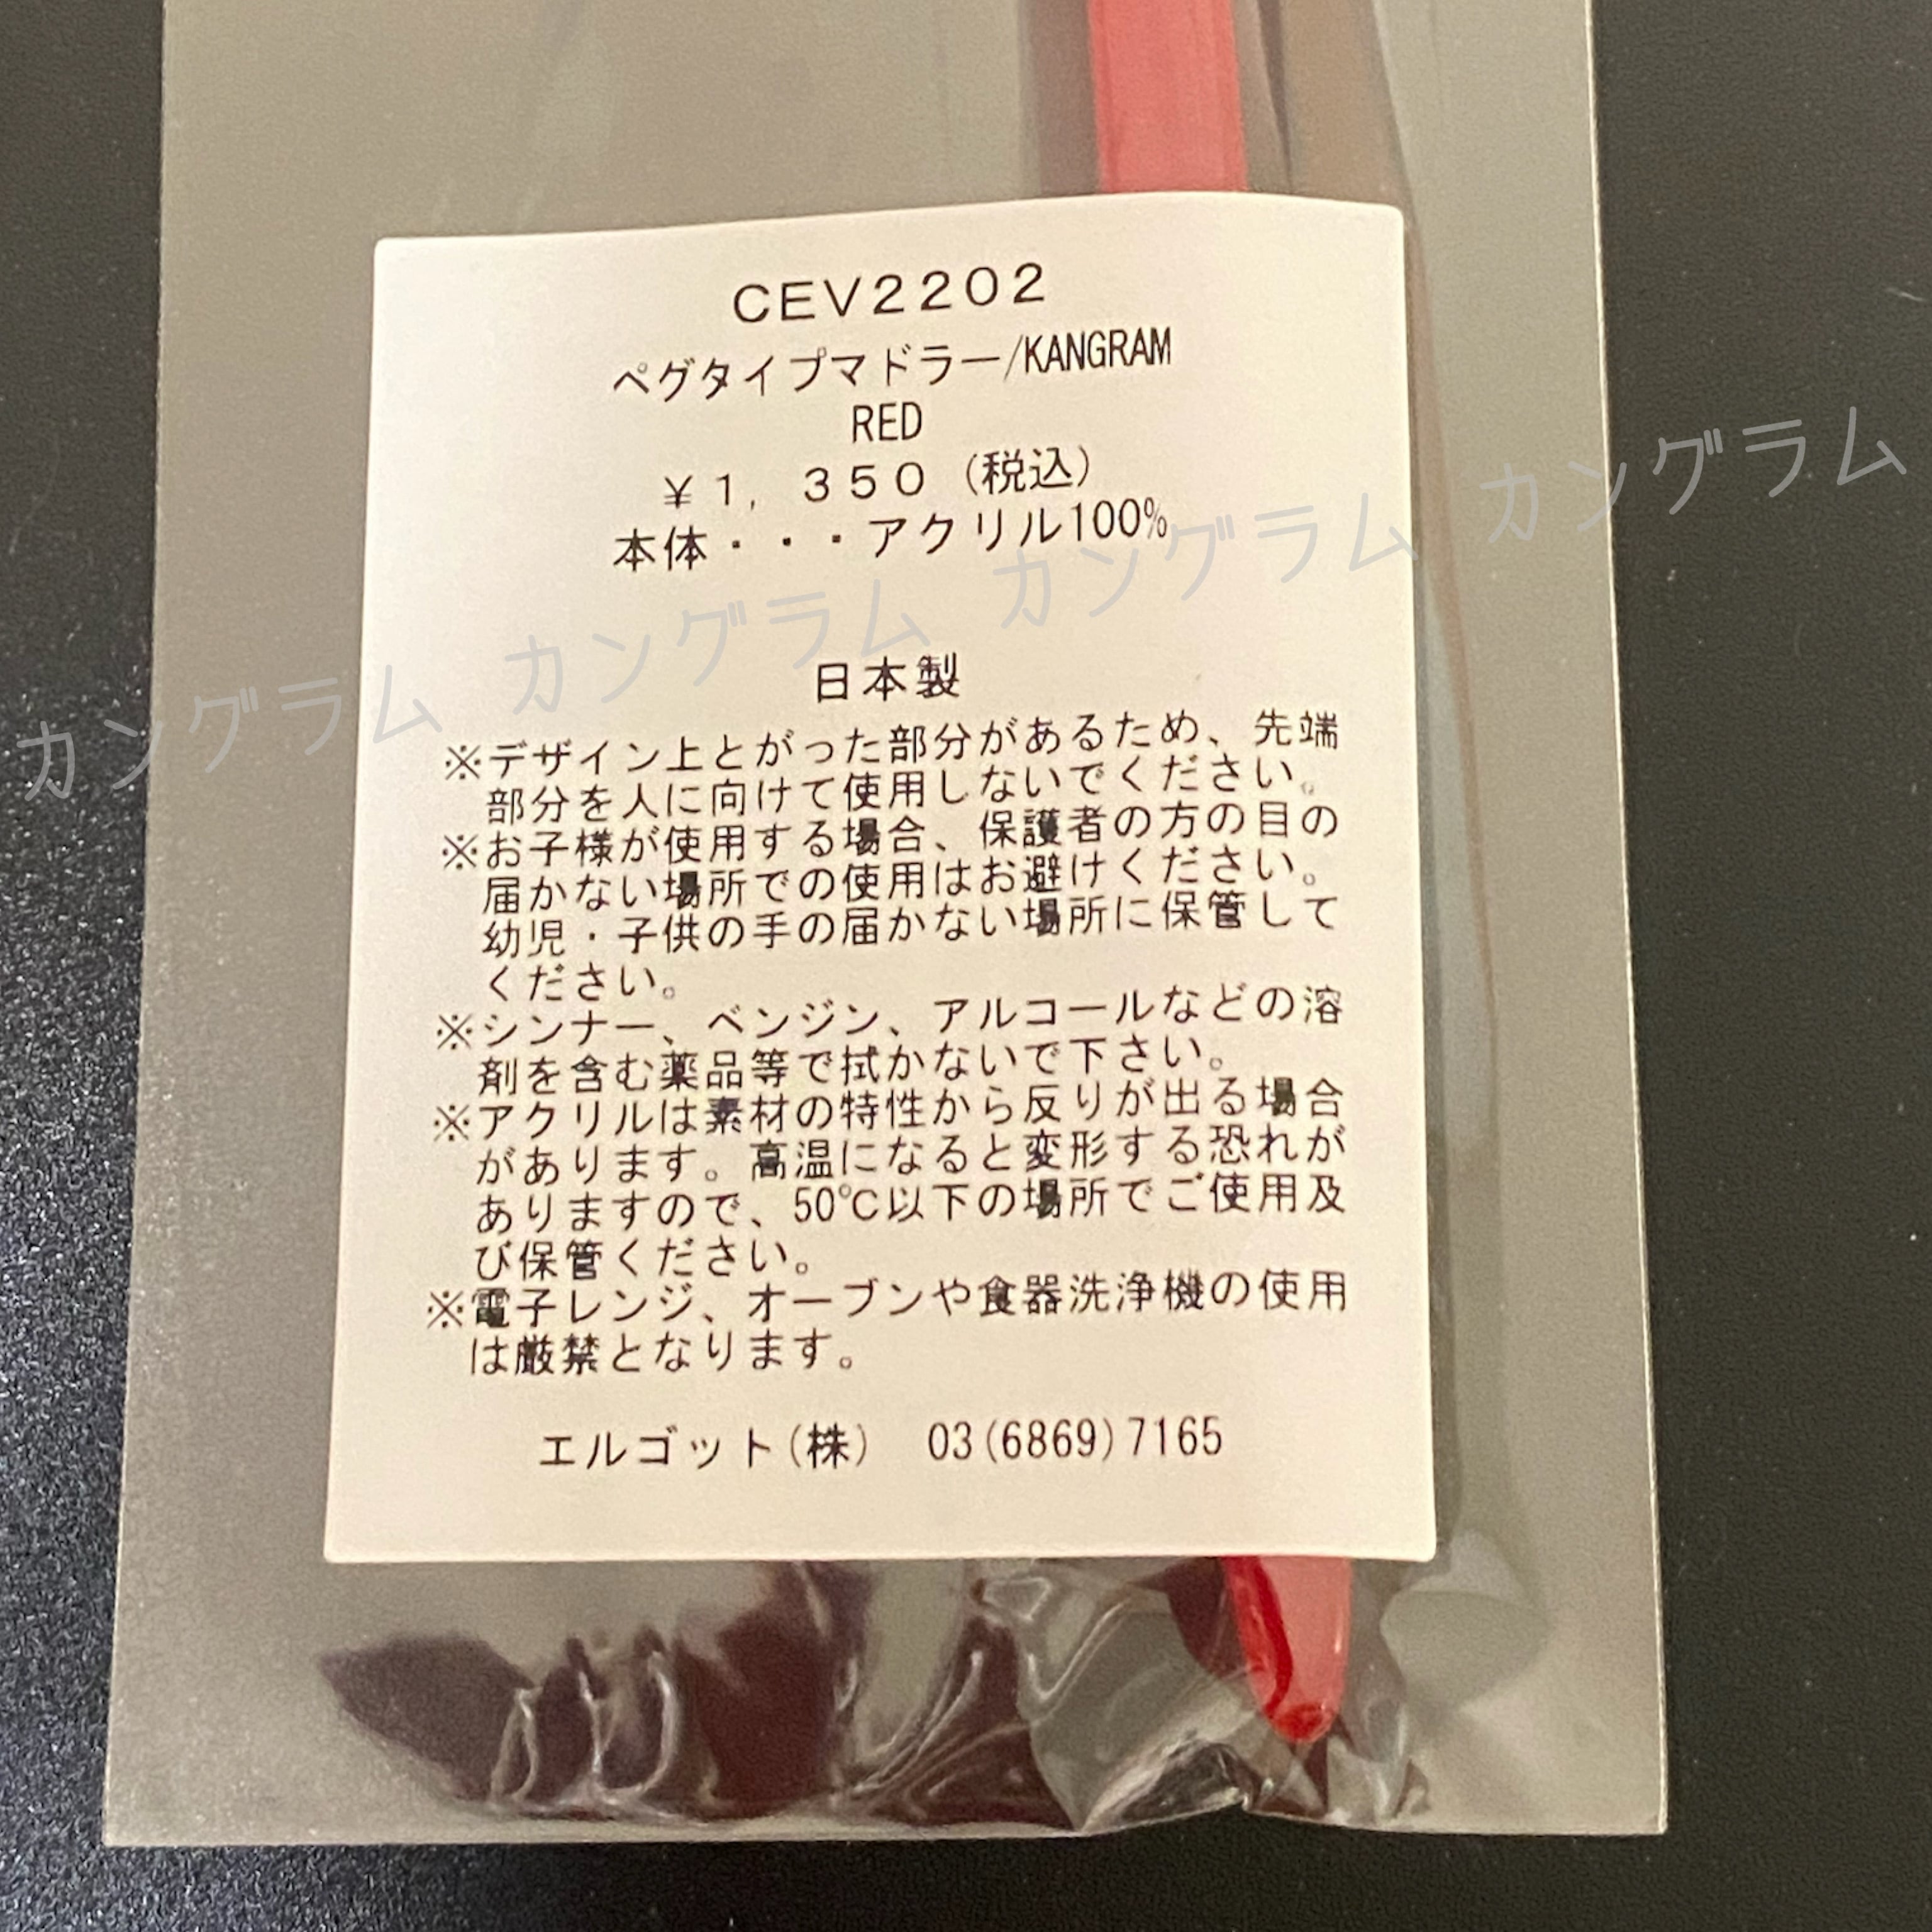 CEV2202
ペグタイプマドラー/KANGRAM
RED
￥1，350（税込）
本体・・・アクリル100%
カングラム カングラム カングラム カングラム
日本製
※デザイン上とがった部分があるため、先端
部分を人に向けて使用しないでください。
※お子様が使用する場合、保護者の方の目の
届かない場所での使用はお避けください。
幼児・子供の手の届かない場所に保管して
ください。
※シンナー、ベンジン、アルコールなどの溶
剤を含む薬品等で拭かないで下さい。
※アクリルは素材の特性から反りが出る場合
があります。高温になると変形する恐れが
ありますので、50℃以下の場所でご使用及
び保管ください。
※電子レンジ、オーブンや食器洗浄機の使用
は厳禁となります。
エルゴット(株)　03(6869)7165